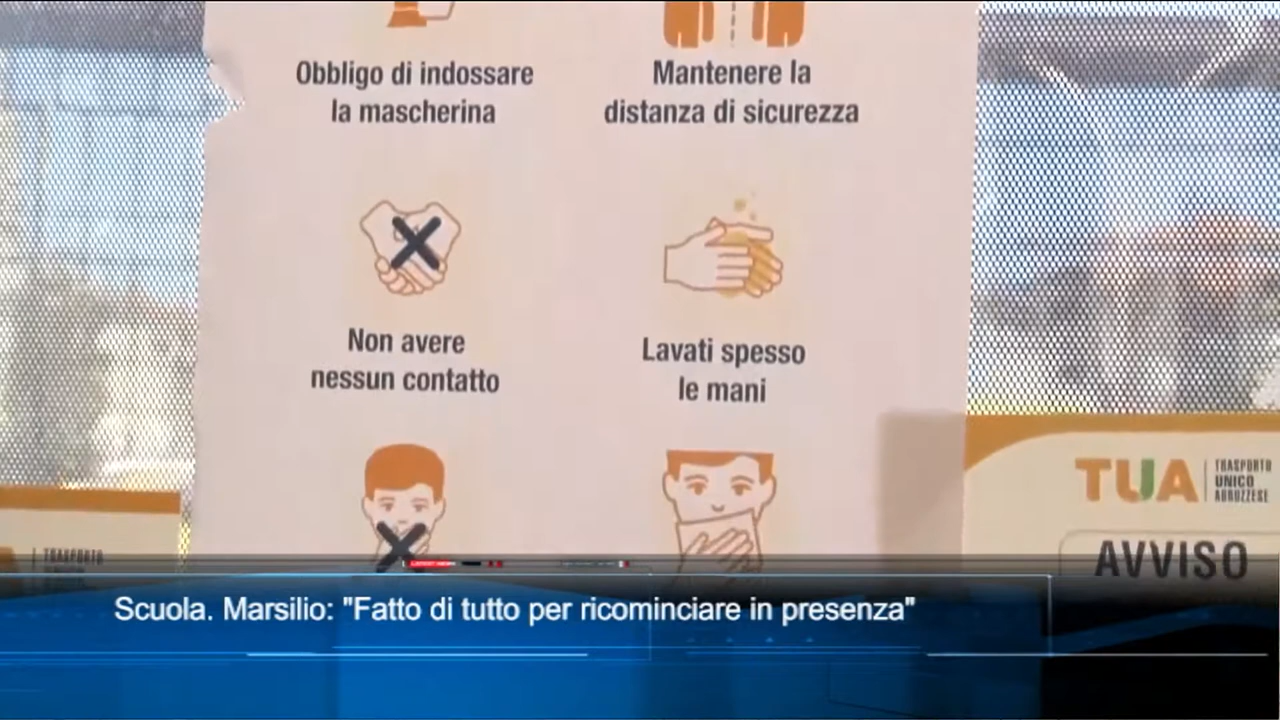 Obbligo di indossare
la mascherina
Mantenere la
distanza di sicurezza
Non avere
nessun contatto
Lavati spesso
le mani
TUA
TRASPORTO
UNICO
ABRUZZESE
TRASPORTO
AVVISO
Scuola. Marsilio: "Fatto di tutto per ricominciare in presenza"